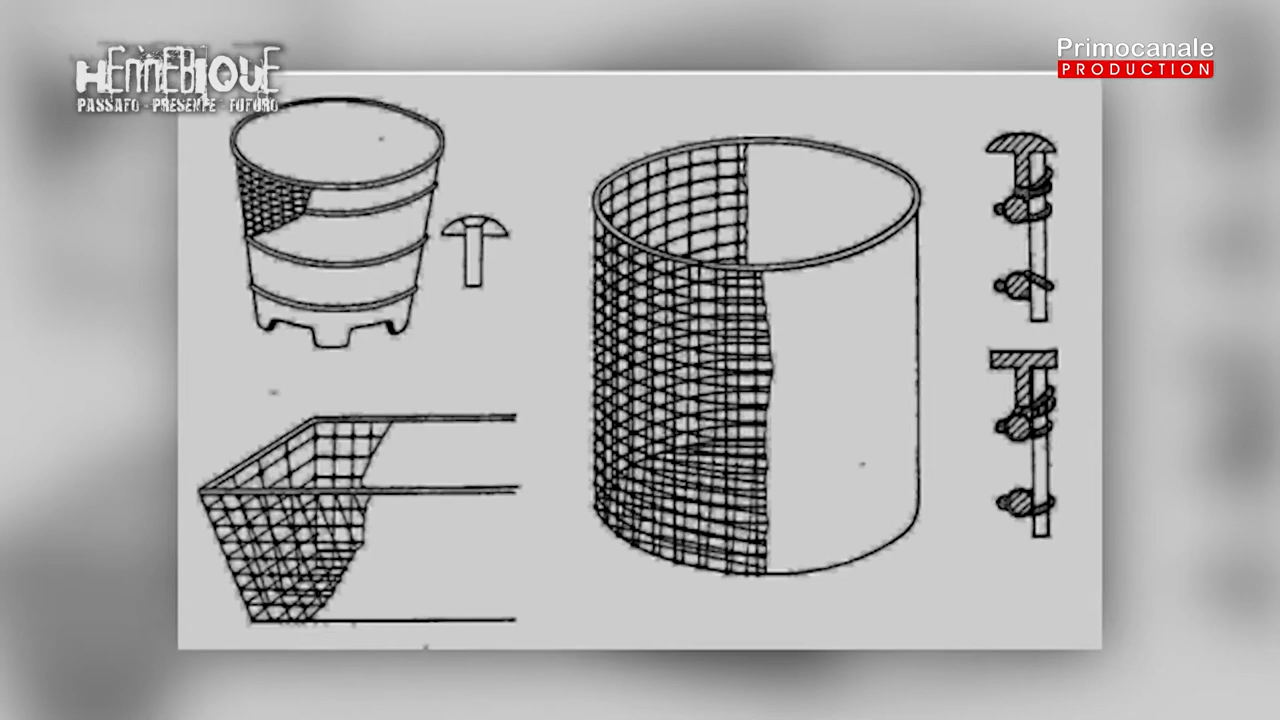 HENNEBIQUE
PASSATO - PRESENTE - FUTURO
Primocanale
PRODUCTION